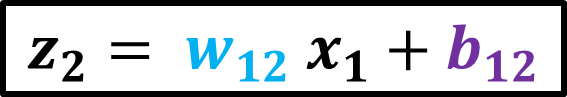 z₂ = w₁₂ x₁ + b₁₂